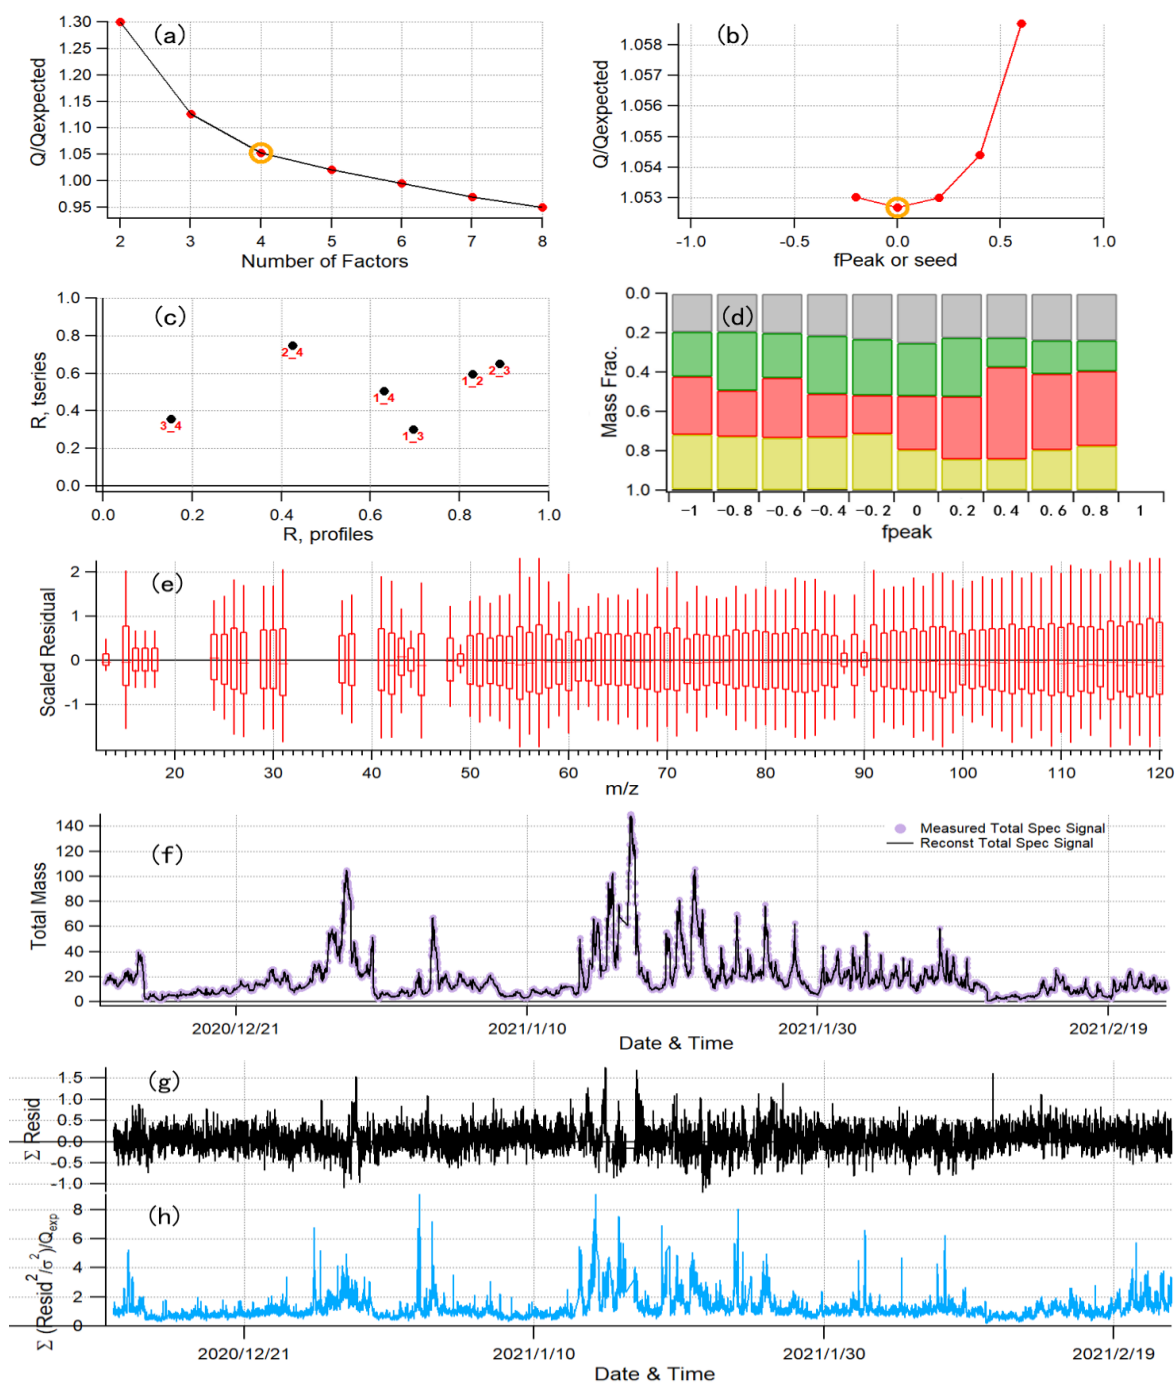 (a)
1.30
1.25
1.20
1.15
1.10
1.05
1.00
0.95
Q/Qexpected
2 3 4 5 6 7 8
Number of Factors
(b)
1.058
1.057
1.056
1.055
1.054
1.053
Q/Qexpected
-1.0 -0.5 0.0 0.5 1.0
fPeak or seed
(c)
1.0
0.8
0.6
0.4
0.2
0.0
R, tseries
2_4
2_3
1_2
1_4
1_3
3_4
0.0 0.2 0.4 0.6 0.8 1.0
R, profiles
(d)
0.0
0.2
0.4
0.6
0.8
1.0
Mass Frac.
-1 -0.8 -0.6 -0.4 -0.2 0 0.2 0.4 0.6 0.8 1
fpeak
(e)
2
1
0
-1
Scaled Residual
20 30 40 50 60 70 80 90 100 110 120
m/z
(f)
140
120
100
80
60
40
20
0
Total Mass
Measured Total Spec Signal
Reconst Total Spec Signal
2020/12/21 2021/1/10 2021/1/30 2021/2/19
Date & Time
(g)
1.5
1.0
0.5
0.0
-0.5
-1.0
Σ Resid
(h)
8
6
4
2
0
Σ (Resid²/σ²)/Qexp
2020/12/21 2021/1/10 2021/1/30 2021/2/19
Date & Time